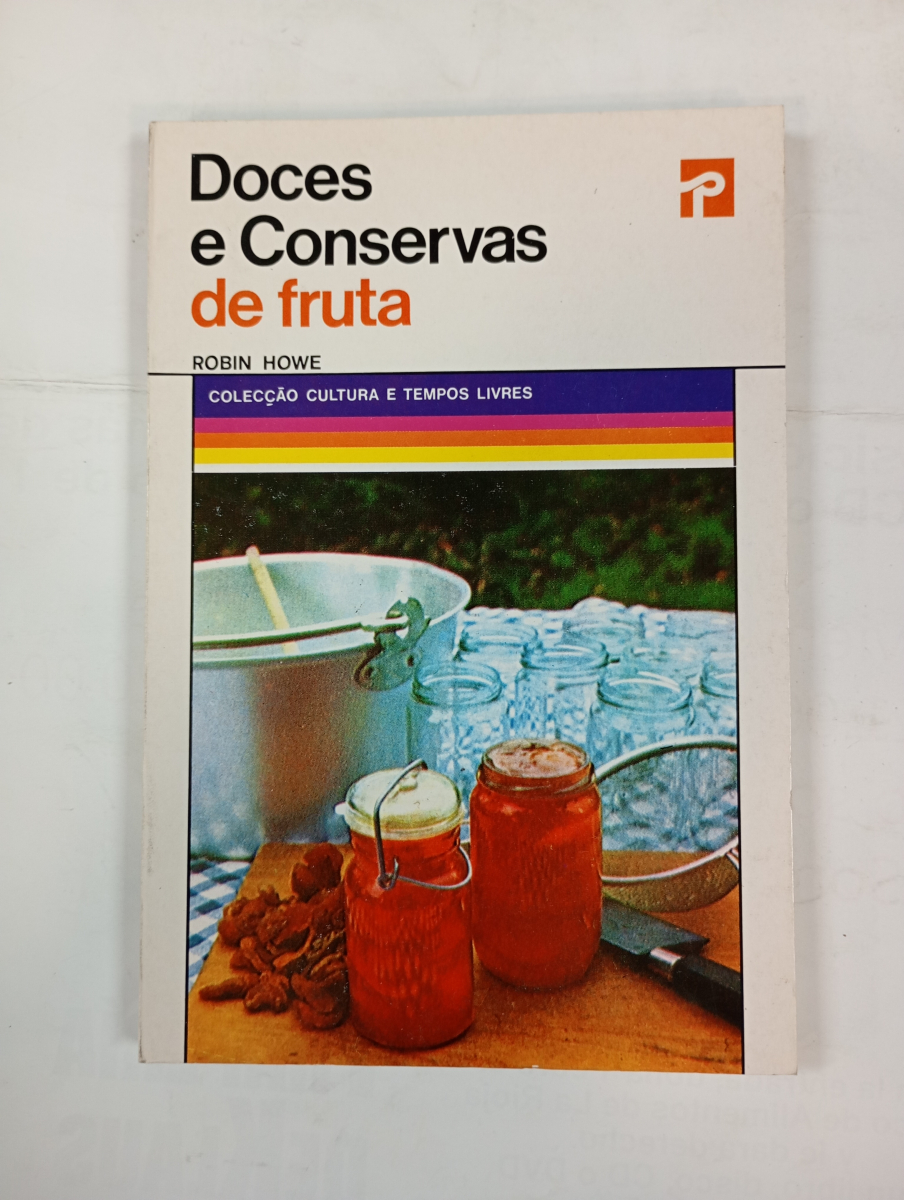 Doces
e Conservas
de fruta
ROBIN HOWE
COLECÇÃO CULTURA E TEMPOS LIVRES